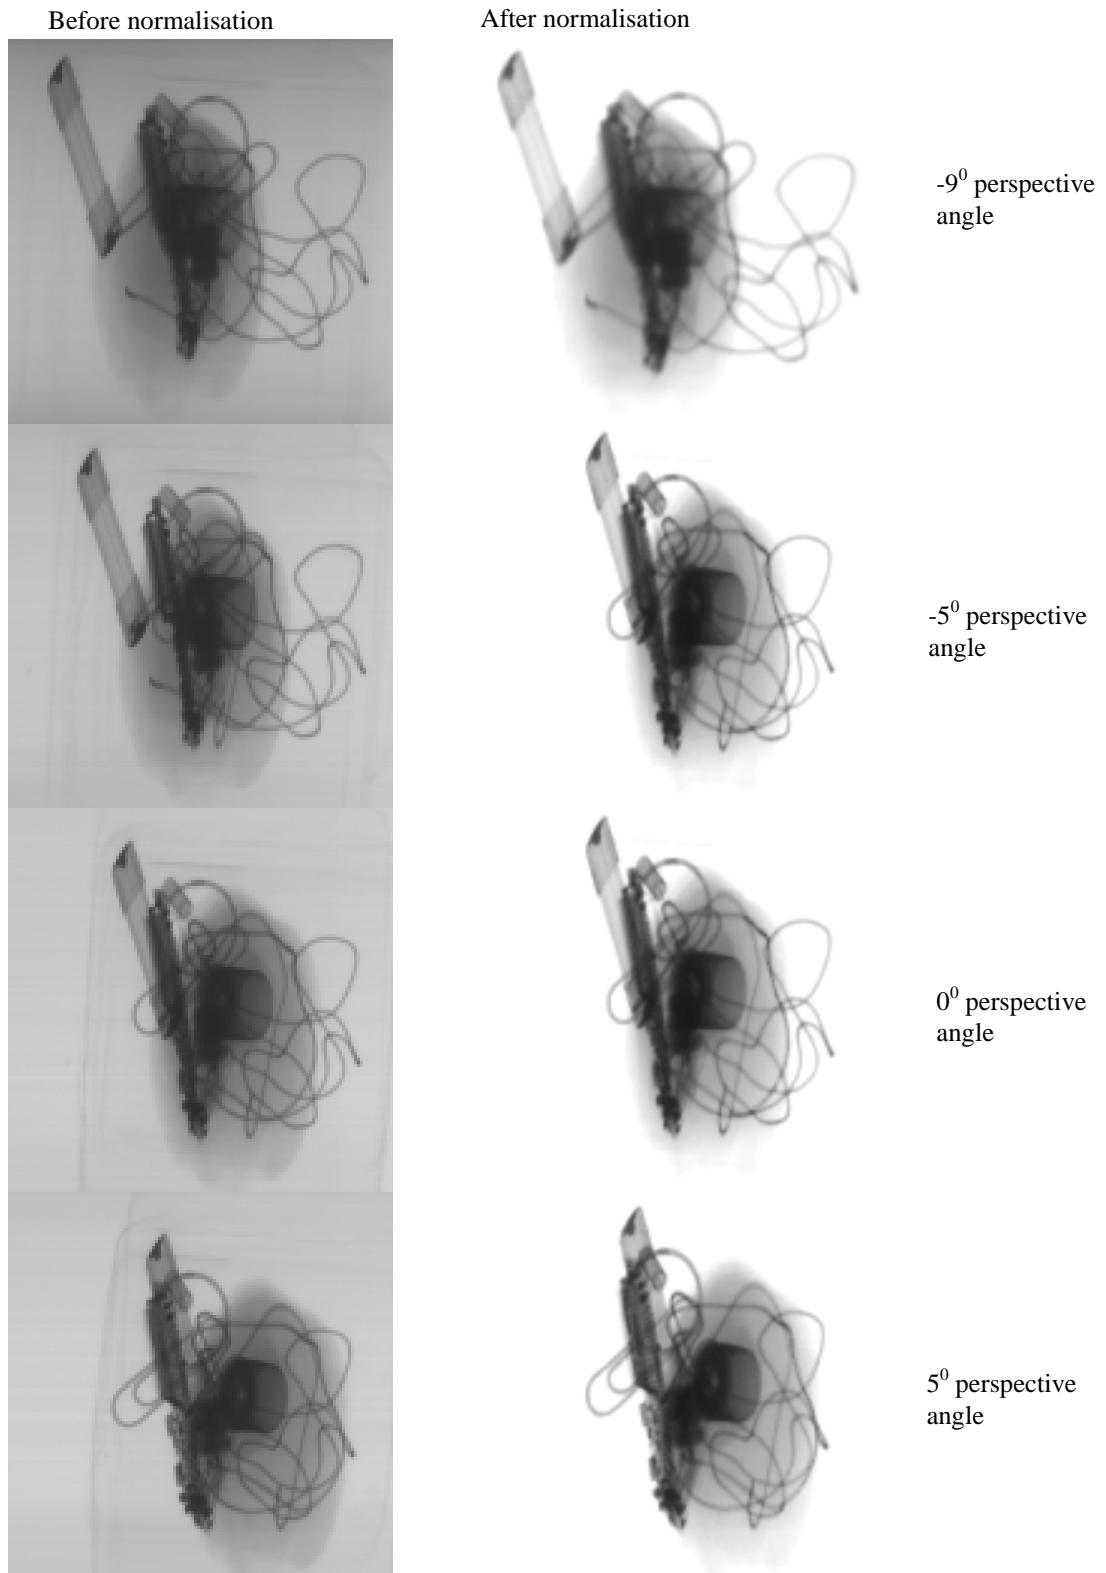 Before normalisation
After normalisation
-9⁰ perspective
angle
-5⁰ perspective
angle
0⁰ perspective
angle
5⁰ perspective
angle